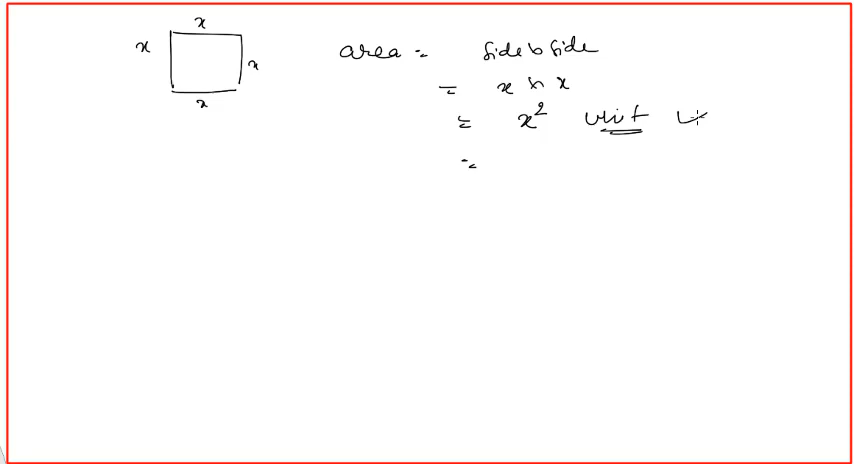 x
x
x
x
area = side × side
= x × x
= x² unit
=